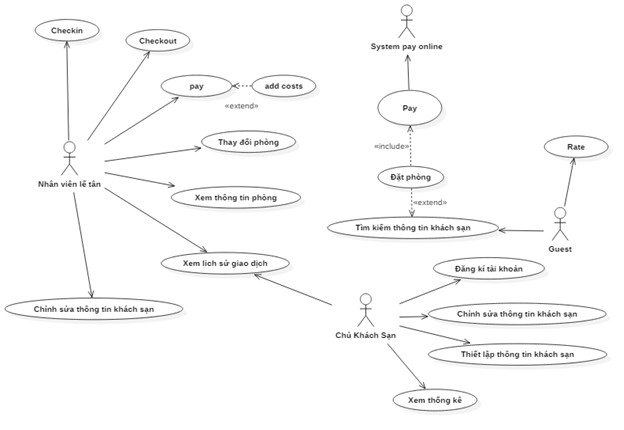 Checkin
Checkout
System pay online
pay
add costs
«extend»
Pay
Thay đổi phòng
«include»
Rate
Nhân viên lễ tân
Đặt phòng
Xem thông tin phòng
«extend»
Tìm kiếm thông tin khách sạn
Guest
Xem lích sử giao dịch
Đăng kí tài khoản
Chỉnh sửa thông tin khách sạn
Chỉnh sửa thông tin khách sạn
Chủ Khách Sạn
Thiết lập thông tin khách sạn
Xem thống kê